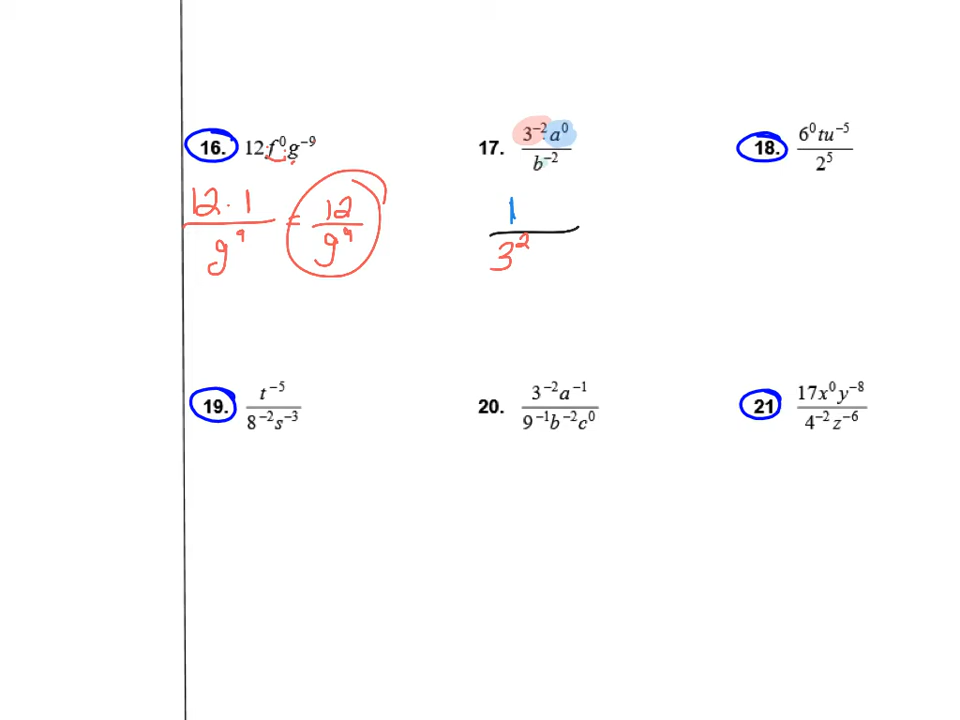 16. 12f⁰g⁻⁹
12 · 1 / g⁹ = 12 / g⁹
17. 3⁻²a⁰ / b⁻²
1 / 3²
18. 6⁰tu⁻⁵ / 2⁵
19. t⁻⁵ / 8⁻²s⁻³
20. 3⁻²a⁻¹ / 9⁻¹b⁻²c⁰
21 17x⁰y⁻⁸ / 4⁻²z⁻⁶